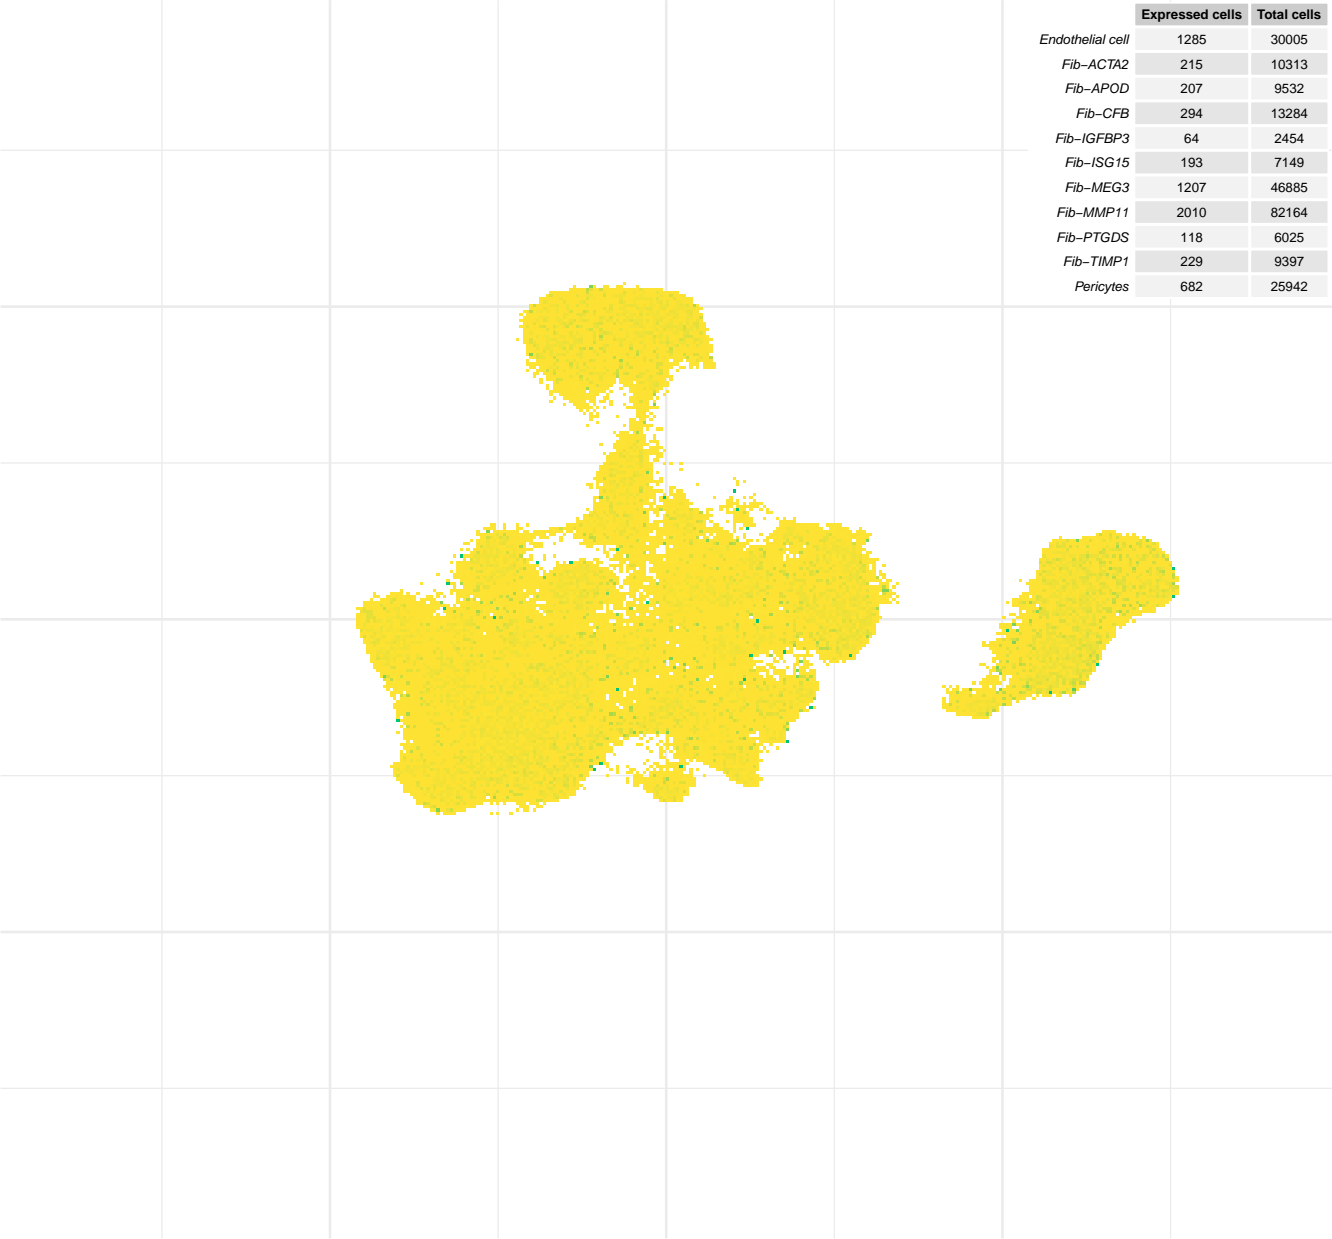 Expressed cells Total cells
Endothelial cell 1285 30005
Fib−ACTA2 215 10313
Fib−APOD 207 9532
Fib−CFB 294 13284
Fib−IGFBP3 64 2454
Fib−ISG15 193 7149
Fib−MEG3 1207 46885
Fib−MMP11 2010 82164
Fib−PTGDS 118 6025
Fib−TIMP1 229 9397
Pericytes 682 25942